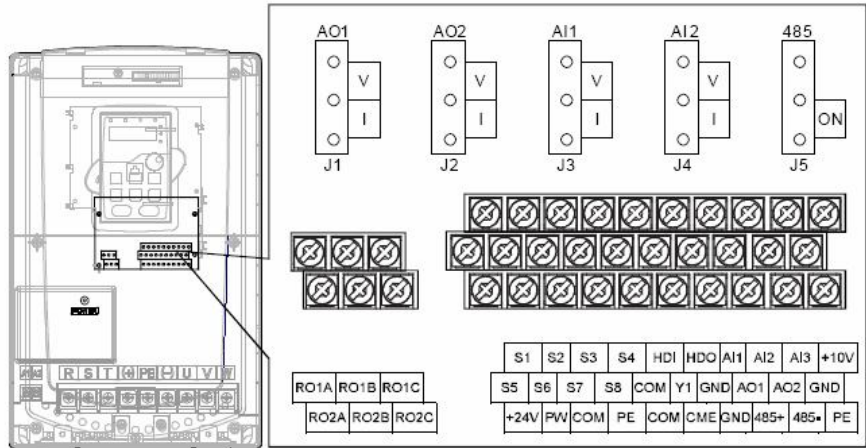 AO1 AO2 AI1 AI2 485
V V V V
I I I I ON
J1 J2 J3 J4 J5
R S T (+) PE (-) U V W
S1 S2 S3 S4 HDI HDO AI1 AI2 AI3 +10V
RO1A RO1B RO1C S5 S6 S7 S8 COM Y1 GND AO1 AO2 GND
RO2A RO2B RO2C +24V PW COM PE COM CME GND 485+ 485- PE